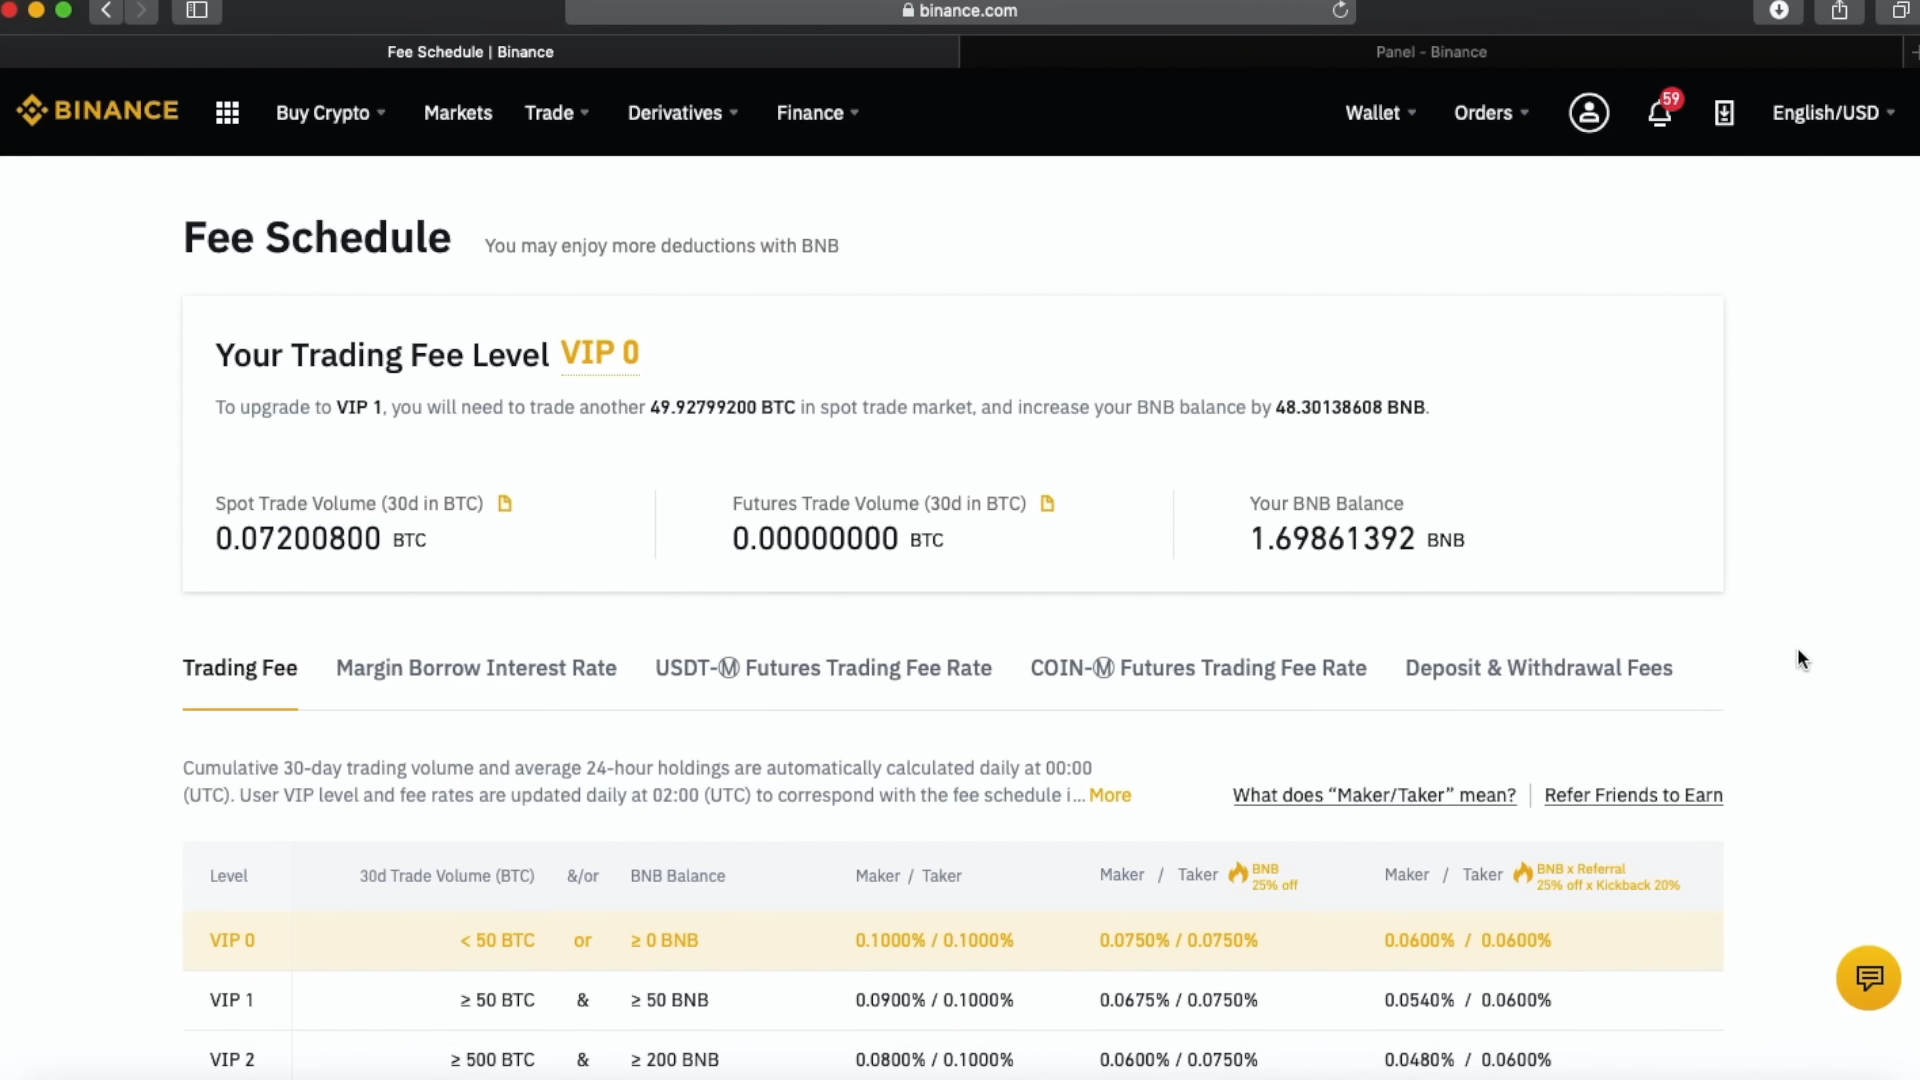 binance.com
Fee Schedule | Binance
Panel - Binance
BINANCE
Buy Crypto
Markets
Trade
Derivatives
Finance
Wallet
Orders
59
English/USD
Fee Schedule
You may enjoy more deductions with BNB
Your Trading Fee Level VIP 0
To upgrade to VIP 1, you will need to trade another 49.92799200 BTC in spot trade market, and increase your BNB balance by 48.30138608 BNB.
Spot Trade Volume (30d in BTC)
0.07200800 BTC
Futures Trade Volume (30d in BTC)
0.00000000 BTC
Your BNB Balance
1.69861392 BNB
Trading Fee
Margin Borrow Interest Rate
USDT-Ⓜ Futures Trading Fee Rate
COIN-Ⓜ Futures Trading Fee Rate
Deposit & Withdrawal Fees
Cumulative 30-day trading volume and average 24-hour holdings are automatically calculated daily at 00:00
(UTC). User VIP level and fee rates are updated daily at 02:00 (UTC) to correspond with the fee schedule i... More
What does “Maker/Taker” mean?
Refer Friends to Earn
Level 30d Trade Volume (BTC) &/or BNB Balance Maker / Taker Maker / Taker BNB 25% off Maker / Taker BNB x Referral 25% off x Kickback 20%
VIP 0 < 50 BTC or ≥ 0 BNB 0.1000% / 0.1000% 0.0750% / 0.0750% 0.0600% / 0.0600%
VIP 1 ≥ 50 BTC & ≥ 50 BNB 0.0900% / 0.1000% 0.0675% / 0.0750% 0.0540% / 0.0600%
VIP 2 ≥ 500 BTC & ≥ 200 BNB 0.0800% / 0.1000% 0.0600% / 0.0750% 0.0480% / 0.0600%